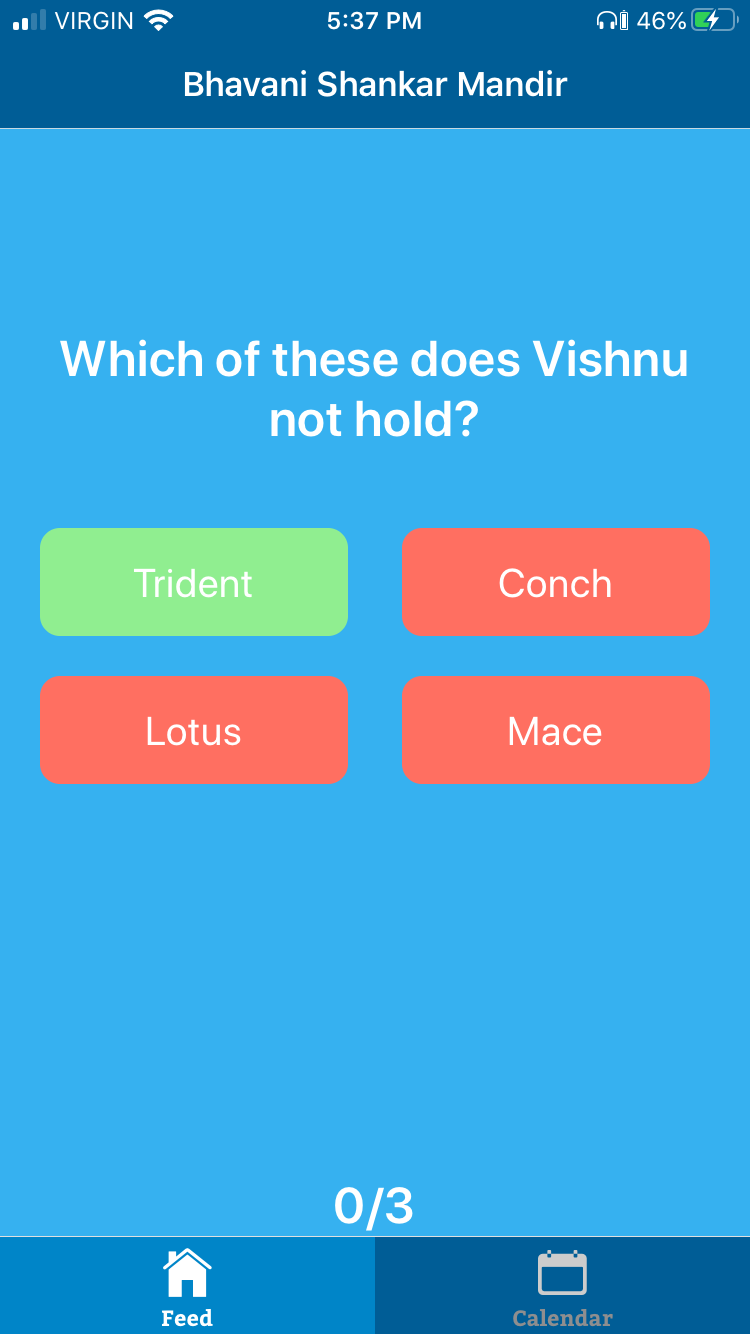 VIRGIN 5:37 PM 46%
Bhavani Shankar Mandir
Which of these does Vishnu
not hold?
Trident Conch
Lotus Mace
0/3
Feed Calendar